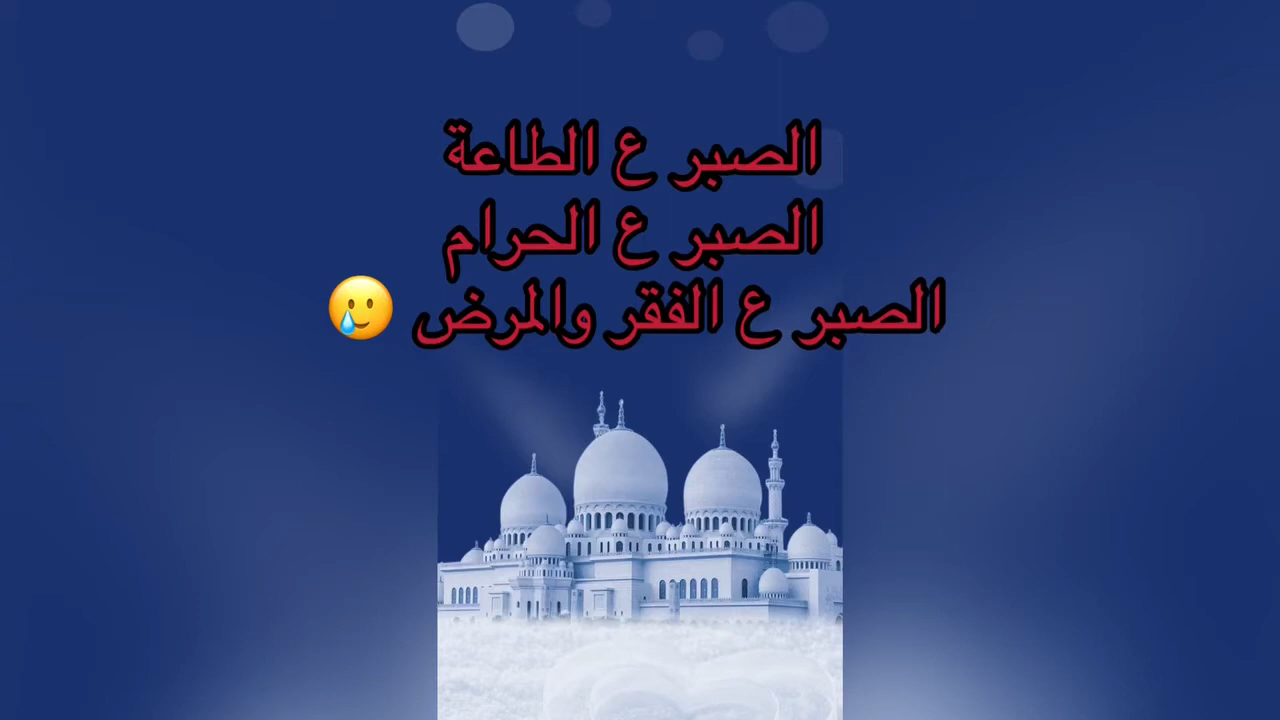 الصبر ع الطاعة
الصبر ع الحرام
الصبر ع الفقر والمرض 🥲